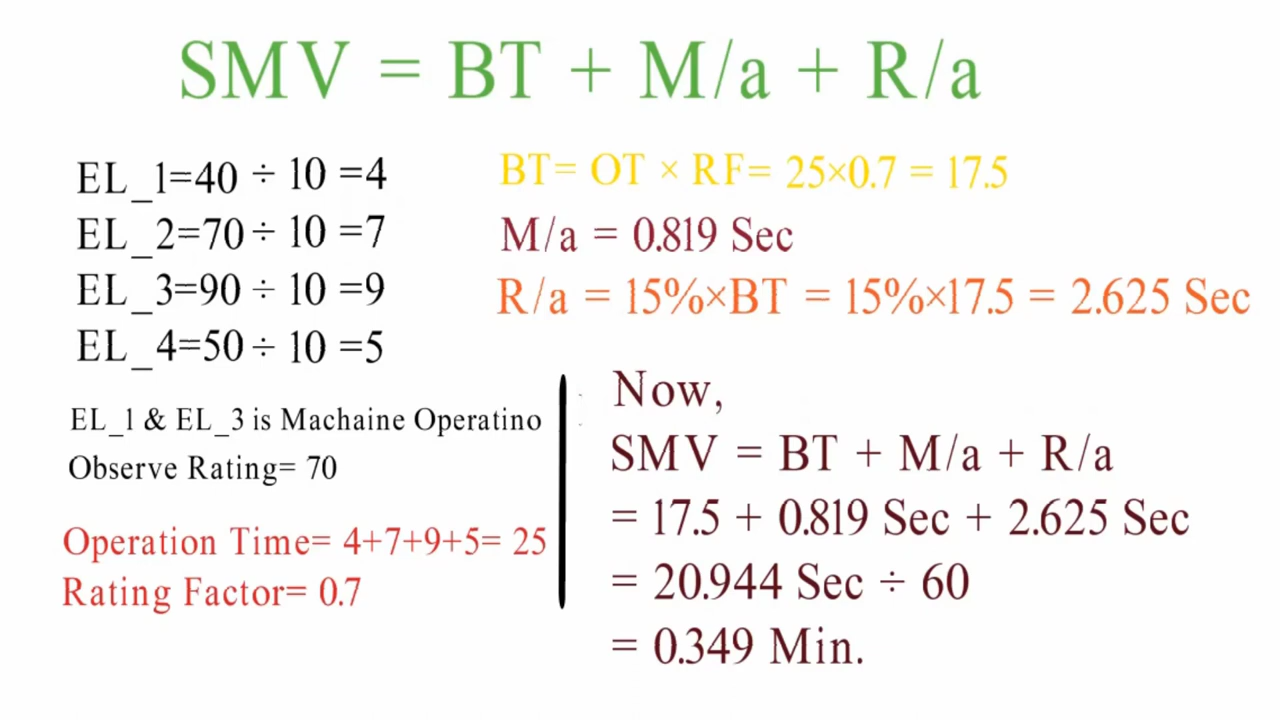 SMV = BT + M/a + R/a
EL_1=40 ÷ 10 =4
EL_2=70 ÷ 10 =7
EL_3=90 ÷ 10 =9
EL_4=50 ÷ 10 =5
EL_1 & EL_3 is Machaine Operatino
Observe Rating= 70
Operation Time= 4+7+9+5= 25
Rating Factor= 0.7
BT= OT × RF= 25×0.7 = 17.5
M/a = 0.819 Sec
R/a = 15%×BT = 15%×17.5 = 2.625 Sec
Now,
SMV = BT + M/a + R/a
= 17.5 + 0.819 Sec + 2.625 Sec
= 20.944 Sec ÷ 60
= 0.349 Min.